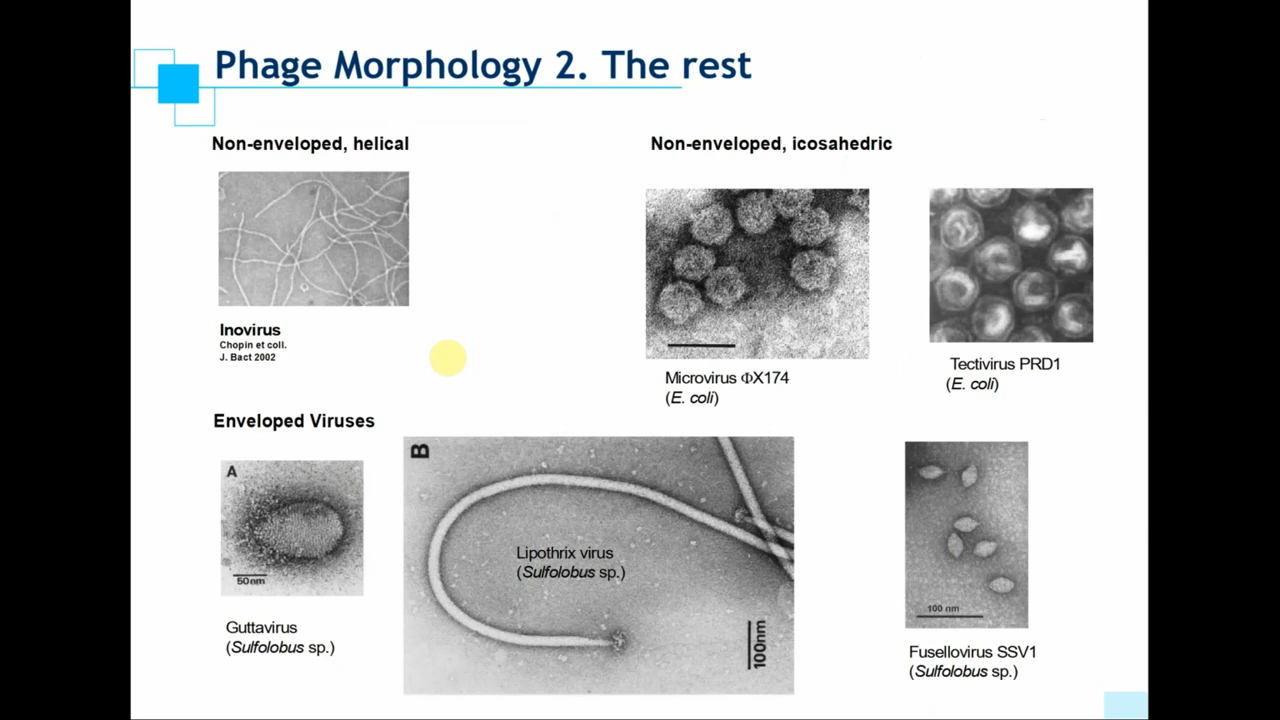 Phage Morphology 2. The rest
Non-enveloped, helical
Inovirus
Chopin et coll.
J. Bact 2002
Non-enveloped, icosahedric
Microvirus ΦX174
(E. coli)
Tectivirus PRD1
(E. coli)
Enveloped Viruses
A
50nm
Guttavirus
(Sulfolobus sp.)
B
Lipothrix virus
(Sulfolobus sp.)
100nm
100 nm
Fusellovirus SSV1
(Sulfolobus sp.)